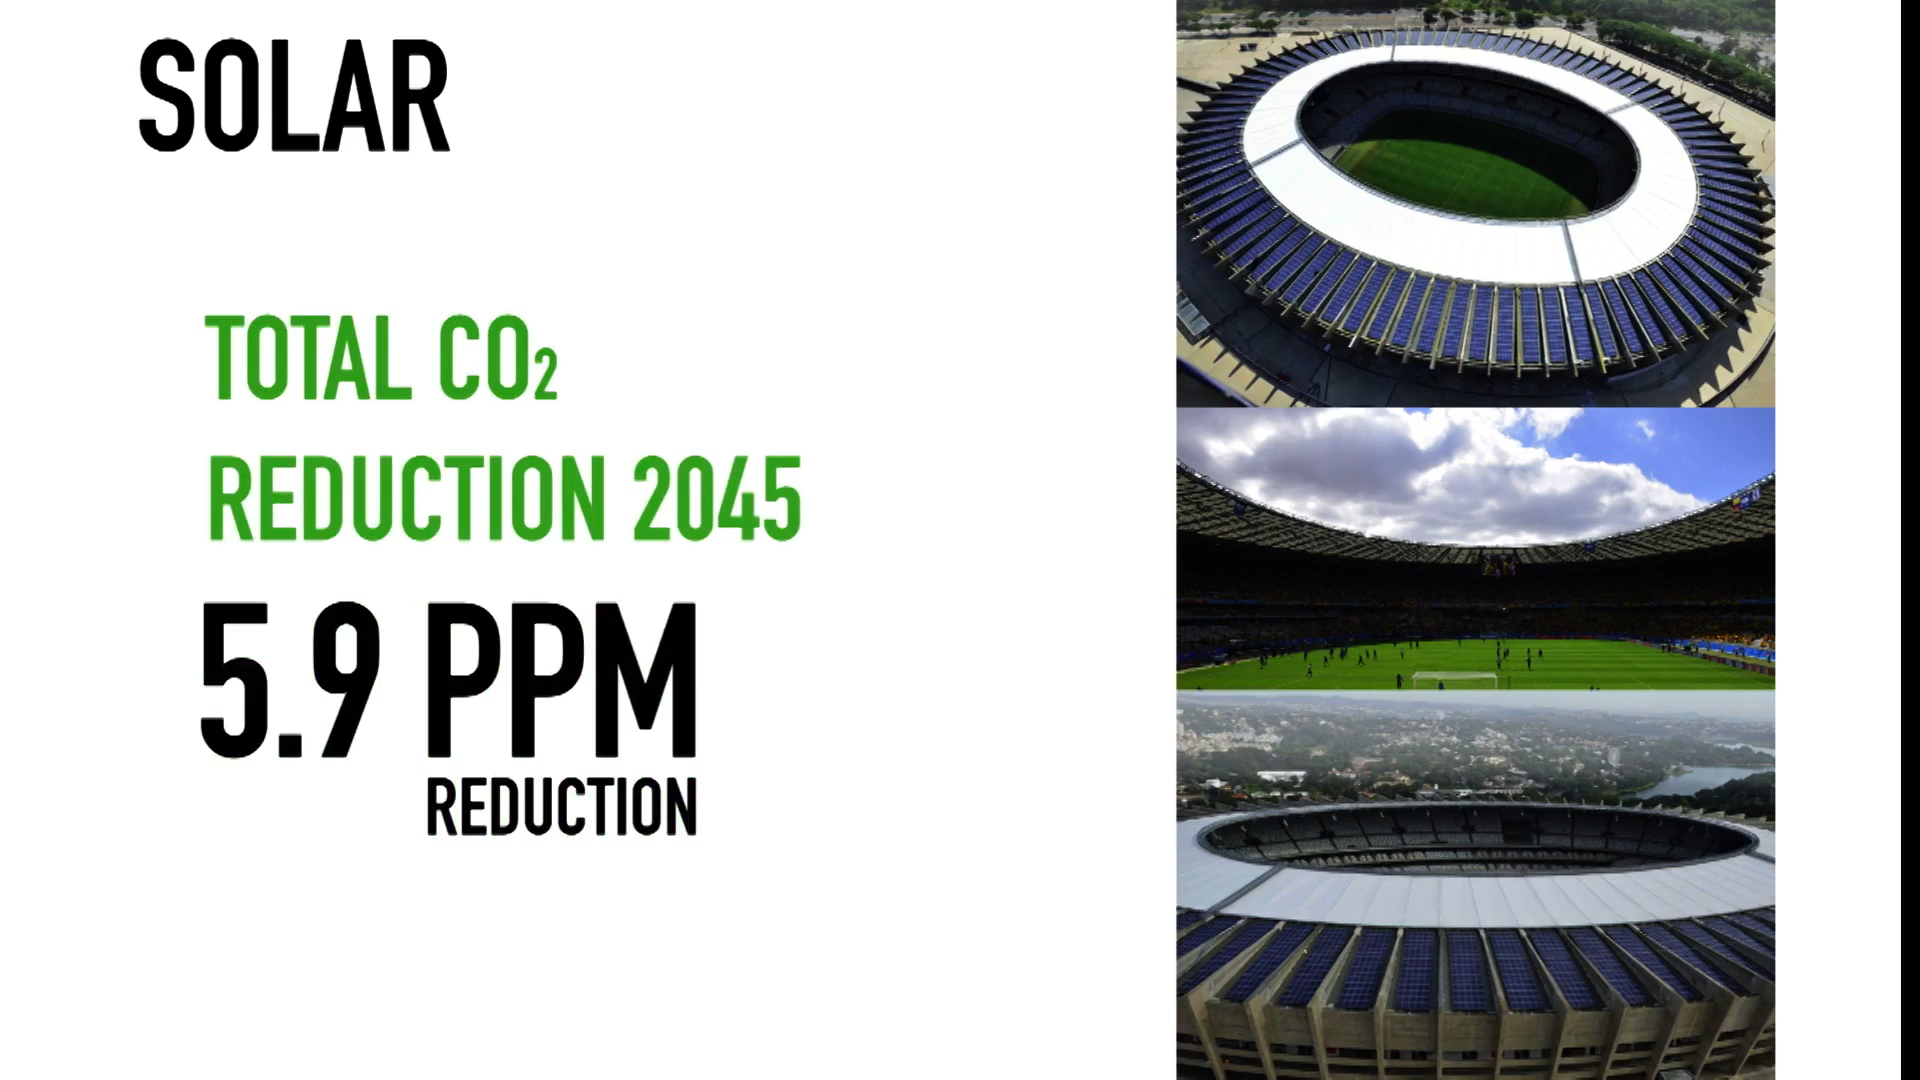 SOLAR
TOTAL CO₂
REDUCTION 2045
5.9 PPM
REDUCTION